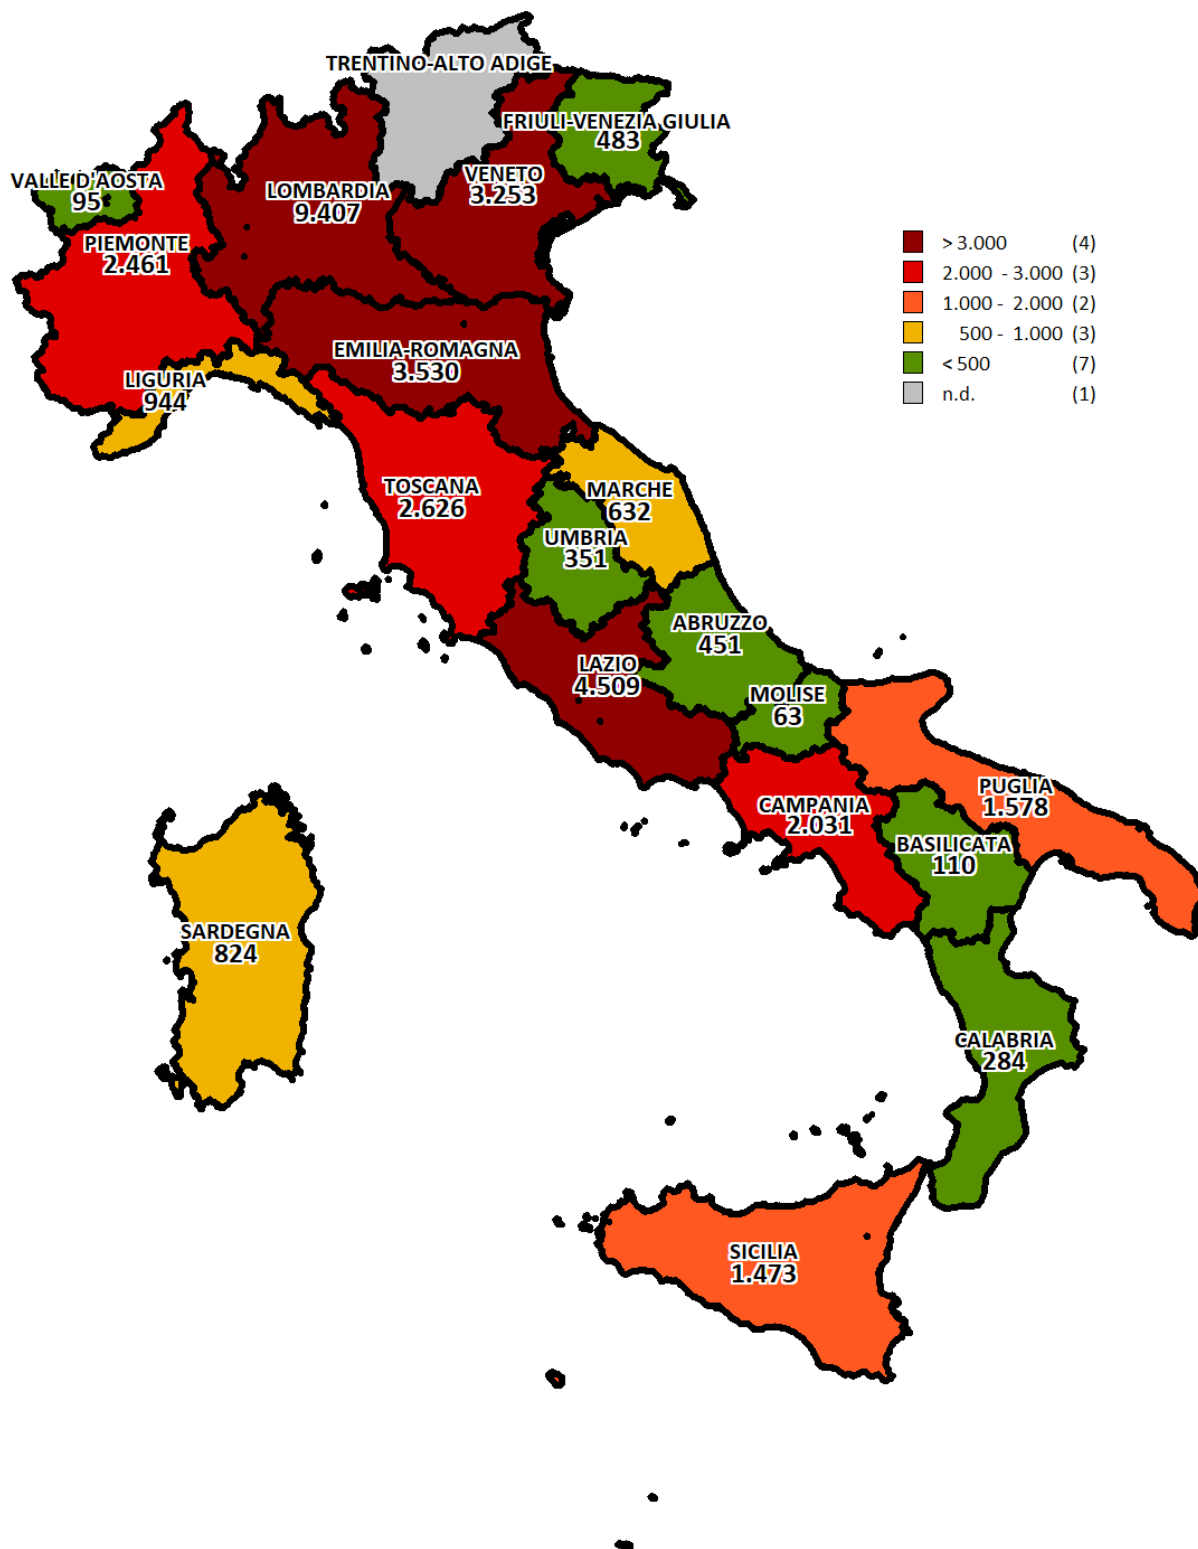 TRENTINO-ALTO ADIGE
FRIULI-VENEZIA GIULIA
483
VALLE D'AOSTA
95
LOMBARDIA
9.407
VENETO
3.253
PIEMONTE
2.461
> 3.000 (4)
2.000 - 3.000 (3)
1.000 - 2.000 (2)
500 - 1.000 (3)
< 500 (7)
n.d. (1)
EMILIA-ROMAGNA
3.530
LIGURIA
944
TOSCANA
2.626
MARCHE
632
UMBRIA
351
ABRUZZO
451
LAZIO
4.509
MOLISE
63
PUGLIA
1.578
CAMPANIA
2.031
BASILICATA
110
SARDEGNA
824
CALABRIA
284
SICILIA
1.473